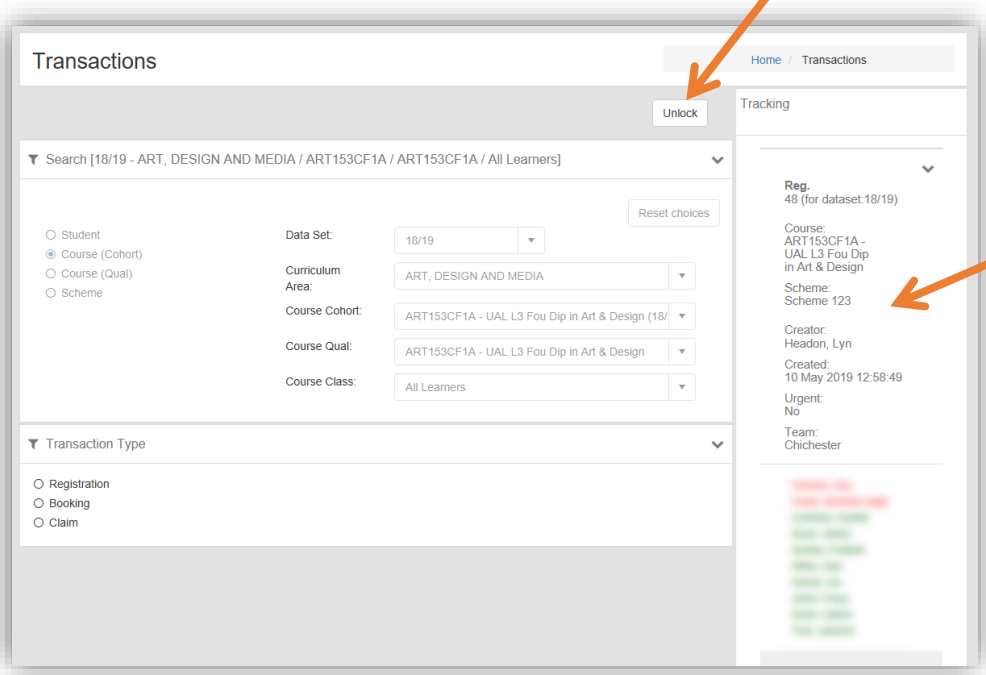 Transactions
Home / Transactions
Unlock
Tracking
Search [18/19 - ART, DESIGN AND MEDIA / ART153CF1A / ART153CF1A / All Learners]
Reset choices
Student
Course (Cohort)
Course (Qual)
Scheme
Data Set:
18/19
Curriculum
Area:
ART, DESIGN AND MEDIA
Course Cohort:
ART153CF1A - UAL L3 Fou Dip in Art & Design (18/
Course Qual:
ART153CF1A - UAL L3 Fou Dip in Art & Design
Course Class:
All Learners
Transaction Type
Registration
Booking
Claim
Reg.
48 (for dataset:18/19)
Course:
ART153CF1A -
UAL L3 Fou Dip
in Art & Design
Scheme:
Scheme 123
Creator:
Headon, Lyn
Created:
10 May 2019 12:58:49
Urgent:
No
Team:
Chichester